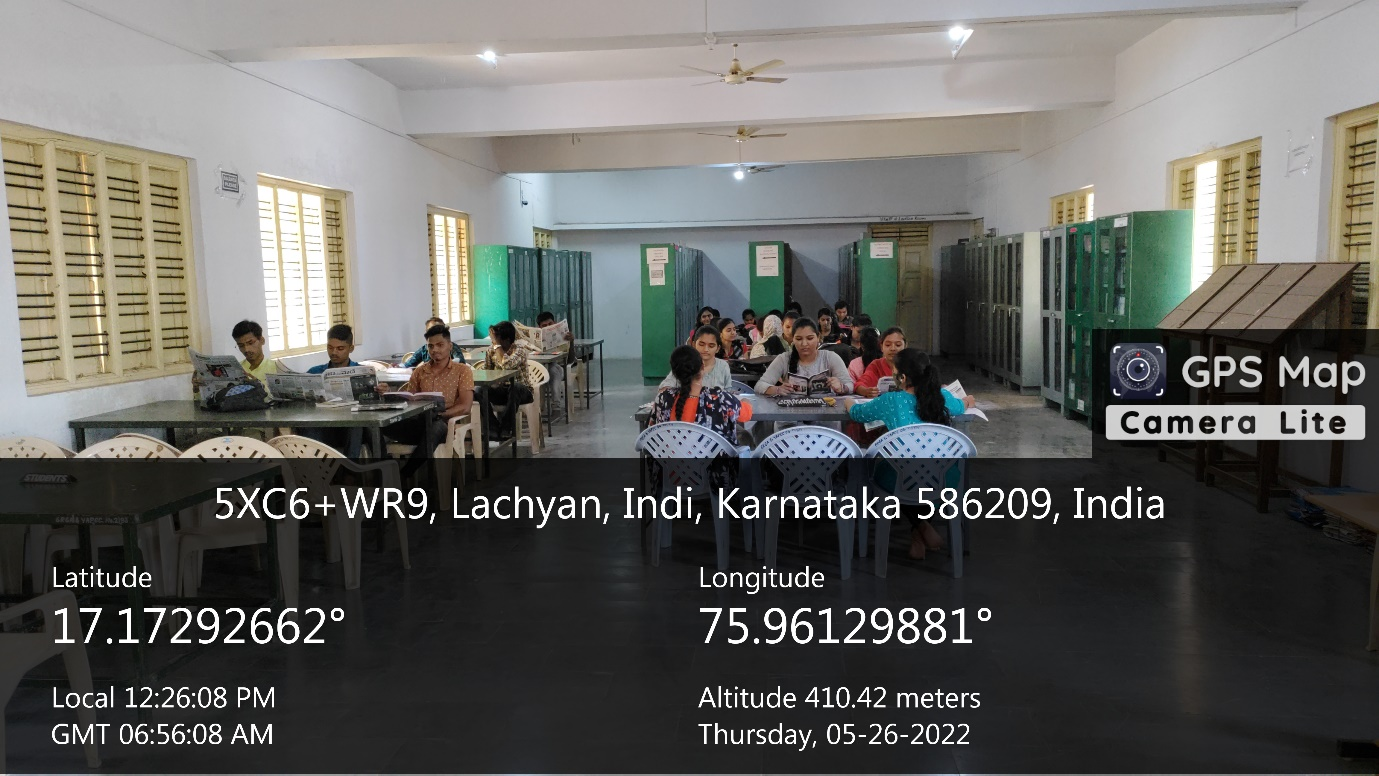 GPS Map
Camera Lite
STUDENTS
5XC6+WR9, Lachyan, Indi, Karnataka 586209, India
Latitude
17.17292662°
Longitude
75.96129881°
Local 12:26:08 PM
GMT 06:56:08 AM
Altitude 410.42 meters
Thursday, 05-26-2022